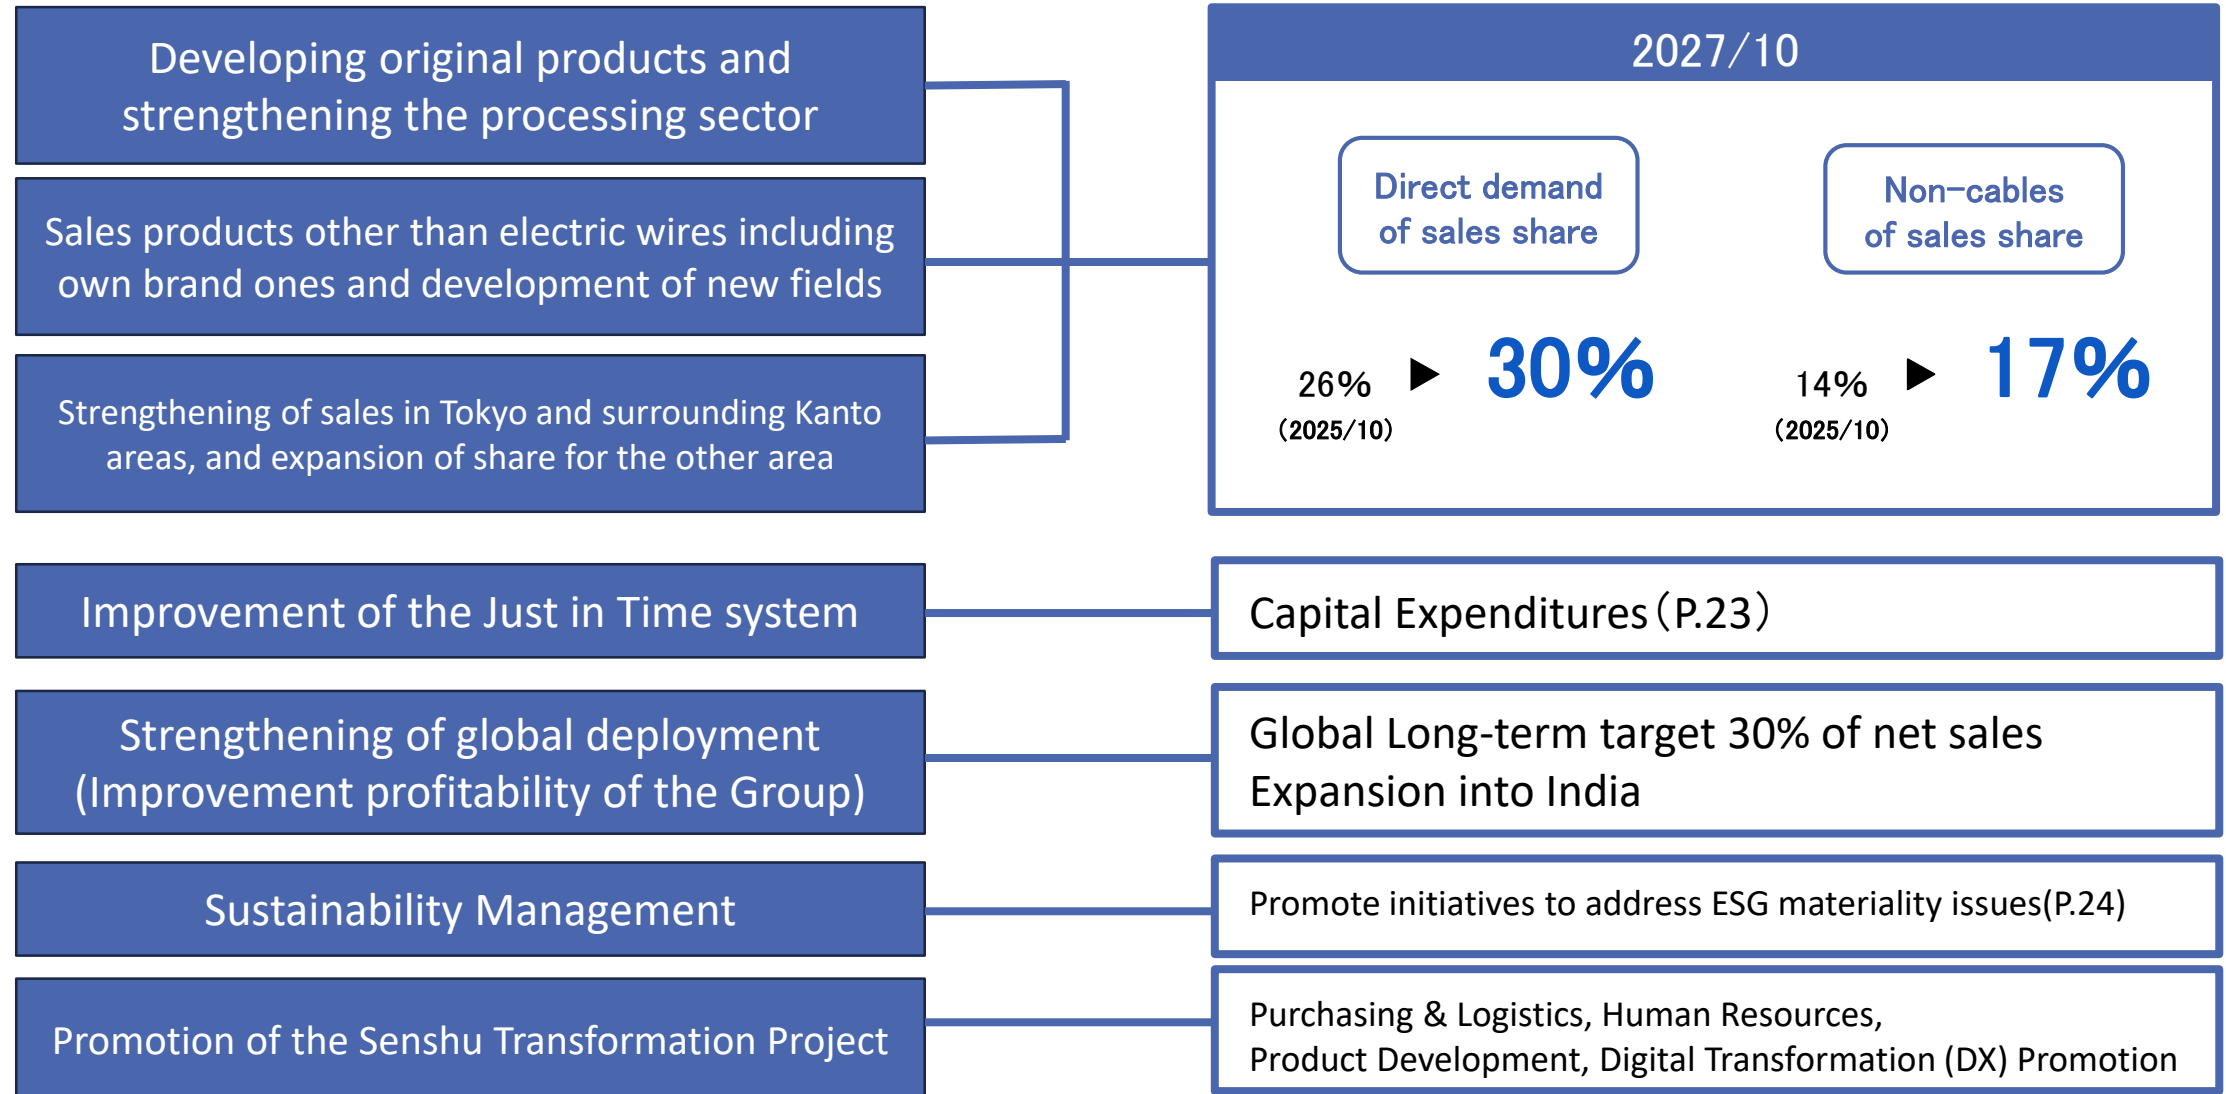 Developing original products and
strengthening the processing sector
Sales products other than electric wires including
own brand ones and development of new fields
Strengthening of sales in Tokyo and surrounding Kanto
areas, and expansion of share for the other area
2027/10
Direct demand
of sales share
26%
(2025/10)
▶
30%
Non-cables
of sales share
14%
(2025/10)
▶
17%
Improvement of the Just in Time system
Capital Expenditures（P.23）
Strengthening of global deployment
(Improvement profitability of the Group)
Global Long-term target 30% of net sales
Expansion into India
Sustainability Management
Promote initiatives to address ESG materiality issues(P.24)
Promotion of the Senshu Transformation Project
Purchasing & Logistics, Human Resources,
Product Development, Digital Transformation (DX) Promotion